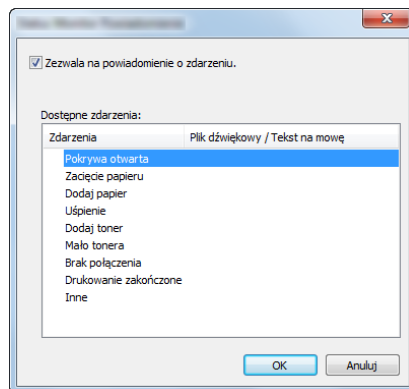 Zezwala na powiadomienie o zdarzeniu.
Dostępne zdarzenia:
Zdarzenia Plik dźwiękowy / Tekst na mowę
Pokrywa otwarta
Zacięcie papieru
Dodaj papier
Uśpienie
Dodaj toner
Mało tonera
Brak połączenia
Drukowanie zakończone
Inne
OK Anuluj